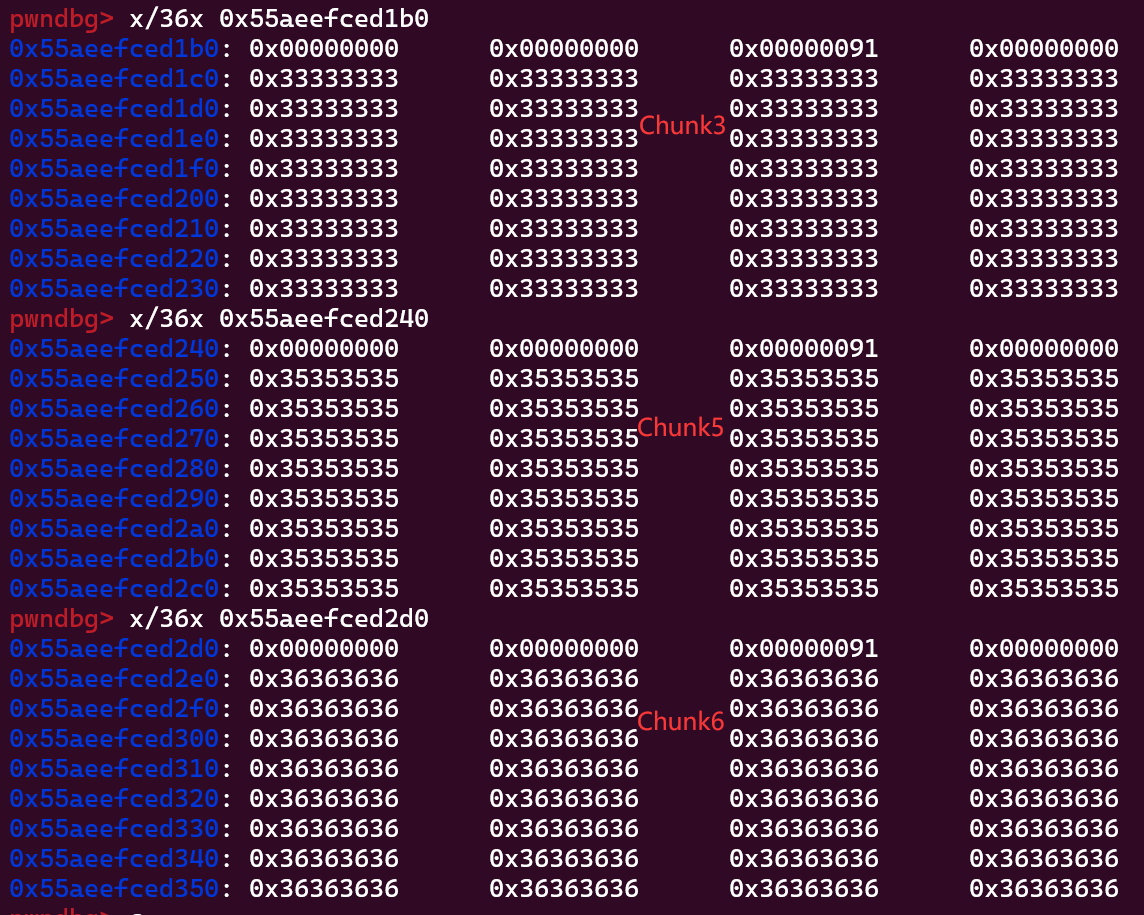 pwndbg> x/36x 0x55aeefced1b0
0x55aeefced1b0: 0x00000000 0x00000000 0x00000091 0x00000000
0x55aeefced1c0: 0x33333333 0x33333333 0x33333333 0x33333333
0x55aeefced1d0: 0x33333333 0x33333333 0x33333333 0x33333333
Chunk3
0x55aeefced1e0: 0x33333333 0x33333333 0x33333333 0x33333333
0x55aeefced1f0: 0x33333333 0x33333333 0x33333333 0x33333333
0x55aeefced200: 0x33333333 0x33333333 0x33333333 0x33333333
0x55aeefced210: 0x33333333 0x33333333 0x33333333 0x33333333
0x55aeefced220: 0x33333333 0x33333333 0x33333333 0x33333333
0x55aeefced230: 0x33333333 0x33333333 0x33333333 0x33333333
pwndbg> x/36x 0x55aeefced240
0x55aeefced240: 0x00000000 0x00000000 0x00000091 0x00000000
0x55aeefced250: 0x35353535 0x35353535 0x35353535 0x35353535
0x55aeefced260: 0x35353535 0x35353535 0x35353535 0x35353535
Chunk5
0x55aeefced270: 0x35353535 0x35353535 0x35353535 0x35353535
0x55aeefced280: 0x35353535 0x35353535 0x35353535 0x35353535
0x55aeefced290: 0x35353535 0x35353535 0x35353535 0x35353535
0x55aeefced2a0: 0x35353535 0x35353535 0x35353535 0x35353535
0x55aeefced2b0: 0x35353535 0x35353535 0x35353535 0x35353535
0x55aeefced2c0: 0x35353535 0x35353535 0x35353535 0x35353535
pwndbg> x/36x 0x55aeefced2d0
0x55aeefced2d0: 0x00000000 0x00000000 0x00000091 0x00000000
0x55aeefced2e0: 0x36363636 0x36363636 0x36363636 0x36363636
0x55aeefced2f0: 0x36363636 0x36363636 0x36363636 0x36363636
Chunk6
0x55aeefced300: 0x36363636 0x36363636 0x36363636 0x36363636
0x55aeefced310: 0x36363636 0x36363636 0x36363636 0x36363636
0x55aeefced320: 0x36363636 0x36363636 0x36363636 0x36363636
0x55aeefced330: 0x36363636 0x36363636 0x36363636 0x36363636
0x55aeefced340: 0x36363636 0x36363636 0x36363636 0x36363636
0x55aeefced350: 0x36363636 0x36363636 0x36363636 0x36363636